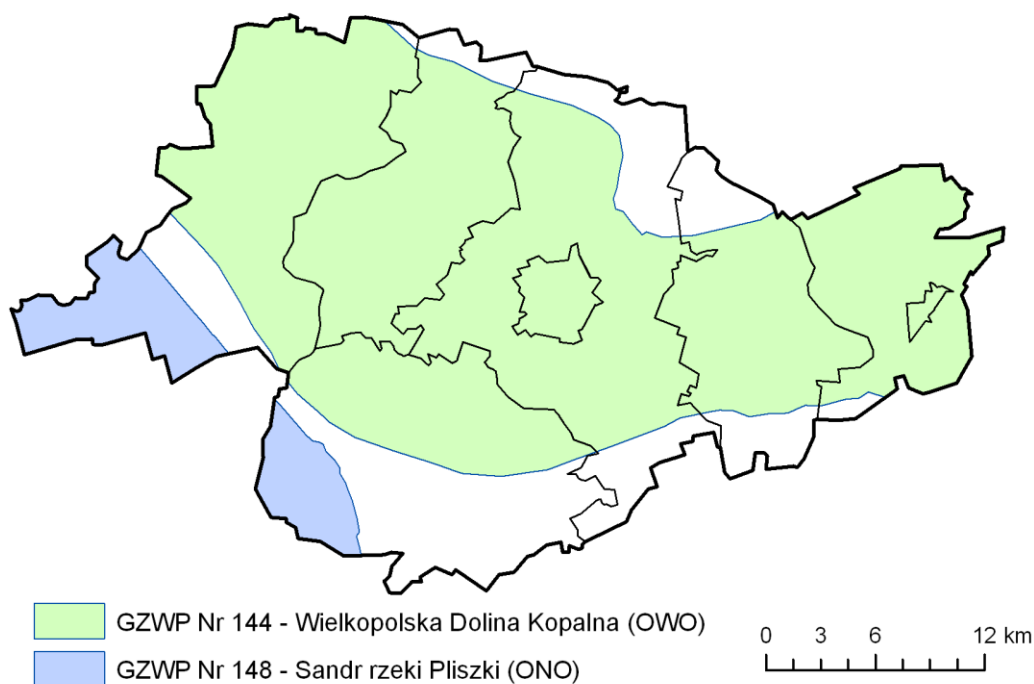 GZWP Nr 144 - Wielkopolska Dolina Kopalna (OWO)
GZWP Nr 148 - Sandr rzeki Pliszki (ONO)
0 3 6 12 km